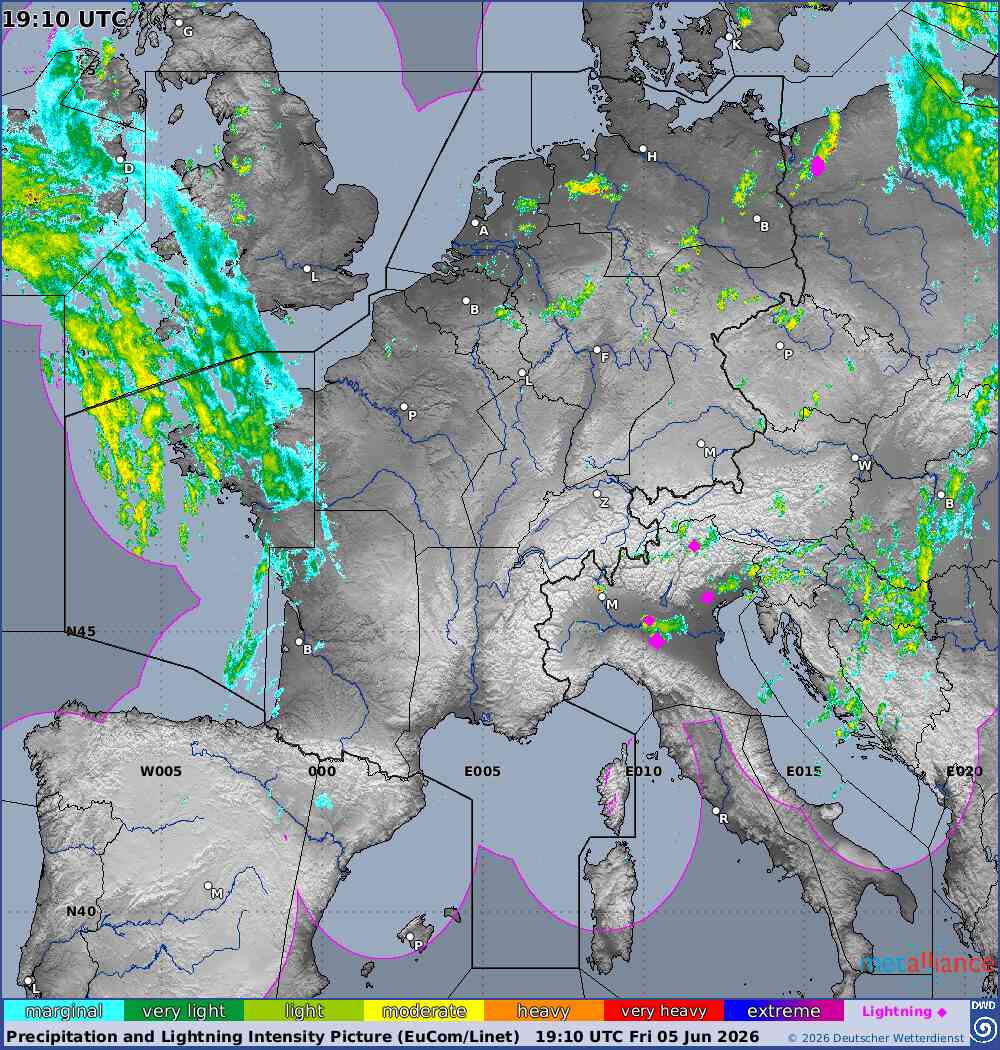 19:10 UTC
G
K
5
D
H
A
B
L
B
F
P
L
P
M
W
Z
B
M
N45
B
W005
000
E005
E010
E015
E020
R
M
N40
P
L
metalliance
marginal
very light
light
moderate
heavy
very heavy
extreme
Lightning ◆
DWD
Precipitation and Lightning Intensity Picture (EuCom/Linet) 19:10 UTC Fri 05 Jun 2026
© 2026 Deutscher Wetterdienst